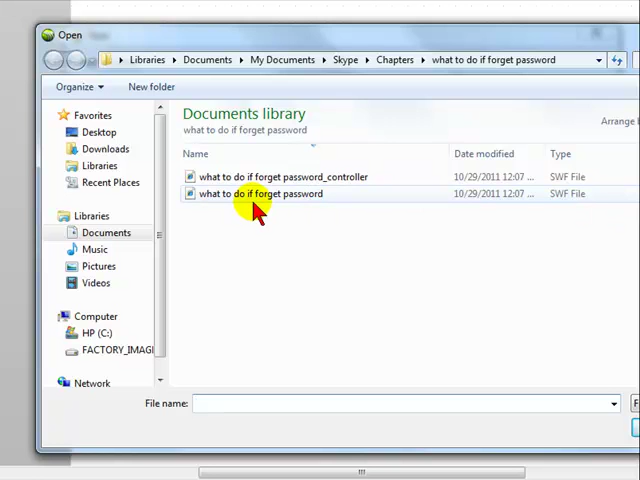 Open
Libraries Documents My Documents Skype Chapters what to do if forget password
Organize New folder
Favorites
Desktop
Downloads
Libraries
Recent Places
Libraries
Documents
Music
Pictures
Videos
Computer
HP (C:)
FACTORY_IMAG
Network
Documents library
what to do if forget password
Arrange
Name Date modified Type
what to do if forget password_controller 10/29/2011 12:07 ... SWF File
what to do if forget password 10/29/2011 12:07 ... SWF File
File name: